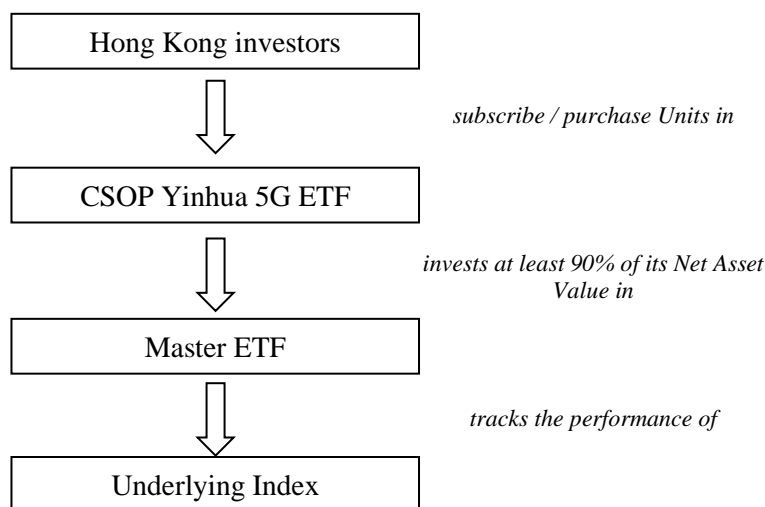 Hong Kong investors
subscribe / purchase Units in
CSOP Yinhua 5G ETF
invests at least 90% of its Net Asset
Value in
Master ETF
tracks the performance of
Underlying Index